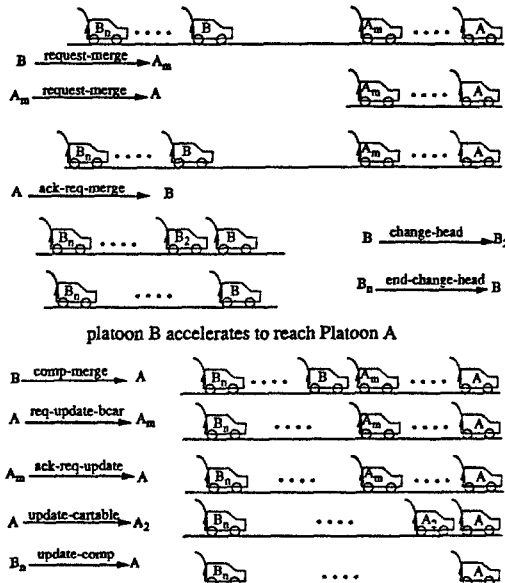 Bn .... B Am .... A
B request-merge Am
Am request-merge A
Am .... A
Bn .... B Am .... A
A ack-req-merge B
Bn .... B2 B
B change-head B2
Bn .... B
Bn end-change-head B
platoon B accelerates to reach Platoon A
B comp-merge A
Bn .... B Am .... A
A req-update-bcar Am
Bn .... Am .... A
Am ack-req-update A
Bn .... Am .... A
A update-cartable A2
Bn .... A2 A
Bn update-comp A
Bn .... A